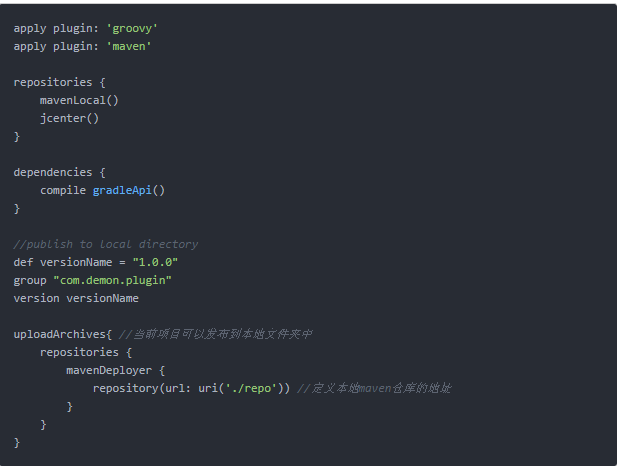 apply plugin: 'groovy'
apply plugin: 'maven'
repositories {
    mavenLocal()
    jcenter()
}
dependencies {
    compile gradleApi()
}
//publish to local directory
def versionName = "1.0.0"
group "com.demon.plugin"
version versionName
uploadArchives{ //当前项目可以发布到本地文件夹中
    repositories {
        mavenDeployer {
            repository(url: uri('./repo')) //定义本地maven仓库的地址
        }
    }
}